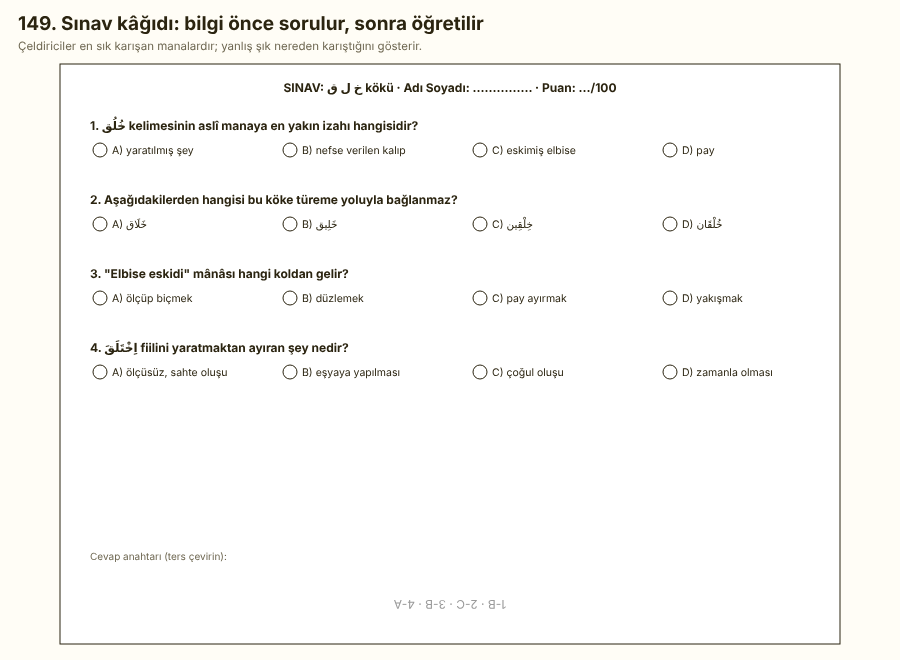 149. Sınav kâğıdı: bilgi önce sorulur, sonra öğretilir
Çeldiriciler en sık karışan manalardır; yanlış şık nereden karıştığını gösterir.
SINAV: خ ل ق kökü · Adı Soyadı: ............... · Puan: .../100
1. خُلُق kelimesinin aslî manaya en yakın izahı hangisidir?
A) yaratılmış şey B) nefse verilen kalıp C) eskimiş elbise D) pay
2. Aşağıdakilerden hangisi bu köke türeme yoluyla bağlanmaz?
A) خَلَاق B) خَلِيق C) خِلْقِين D) خُلْقَان
3. "Elbise eskidi" mânâsı hangi koldan gelir?
A) ölçüp biçmek B) düzlemek C) pay ayırmak D) yakışmak
4. اِخْتَلَقَ fiilini yaratmaktan ayıran şey nedir?
A) ölçüsüz, sahte oluşu B) eşyaya yapılması C) çoğul oluşu D) zamanla olması
Cevap anahtarı (ters çevirin):
1-B · 2-C · 3-B · 4-A